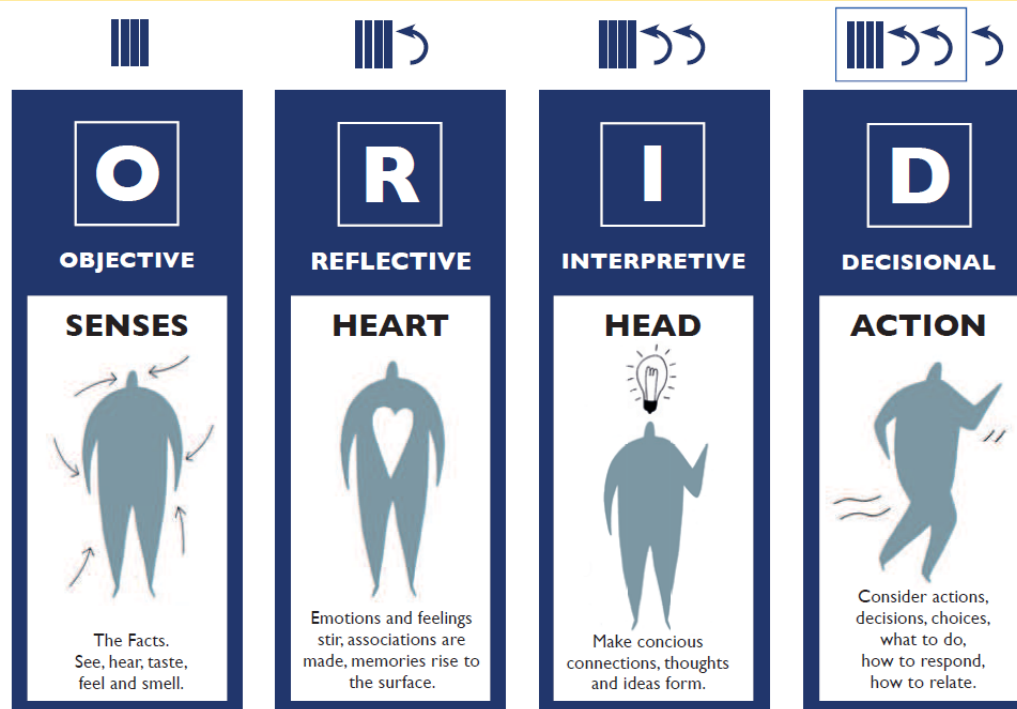 O
OBJECTIVE
SENSES
The Facts.
See, hear, taste,
feel and smell.
R
REFLECTIVE
HEART
Emotions and feelings
stir, associations are
made, memories rise to
the surface.
I
INTERPRETIVE
HEAD
Make concious
connections, thoughts
and ideas form.
D
DECISIONAL
ACTION
Consider actions,
decisions, choices,
what to do,
how to respond,
how to relate.